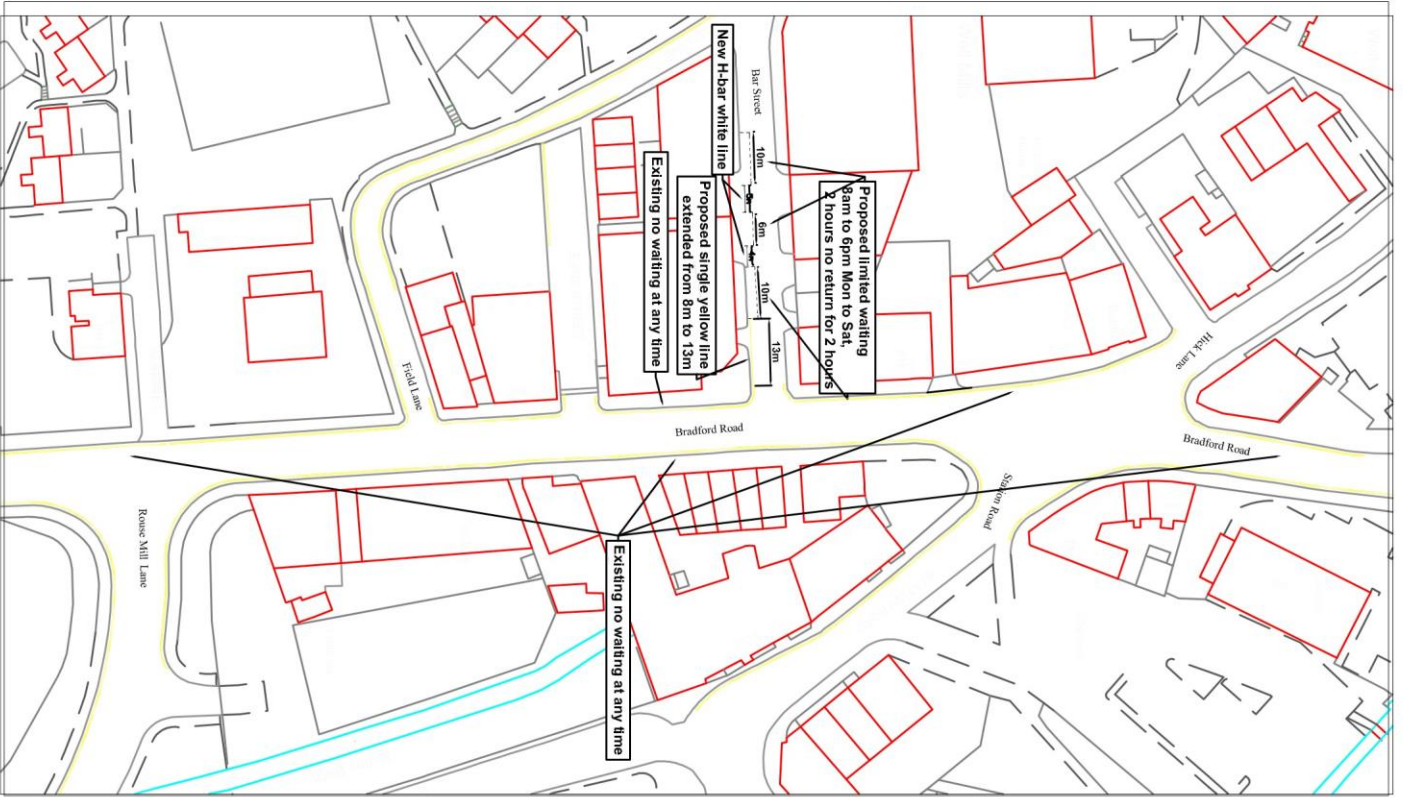 Bar Street
New H-bar white line
10m
6m
10m
13m
Proposed limited waiting
8am to 6pm Mon to Sat,
2 hours no return for 2 hours
Proposed single yellow line
extended from 8m to 13m
Existing no waiting at any time
Hick Lane
Field Lane
Bradford Road
Bradford Road
Station Road
Rouse Mill Lane
Existing no waiting at any time